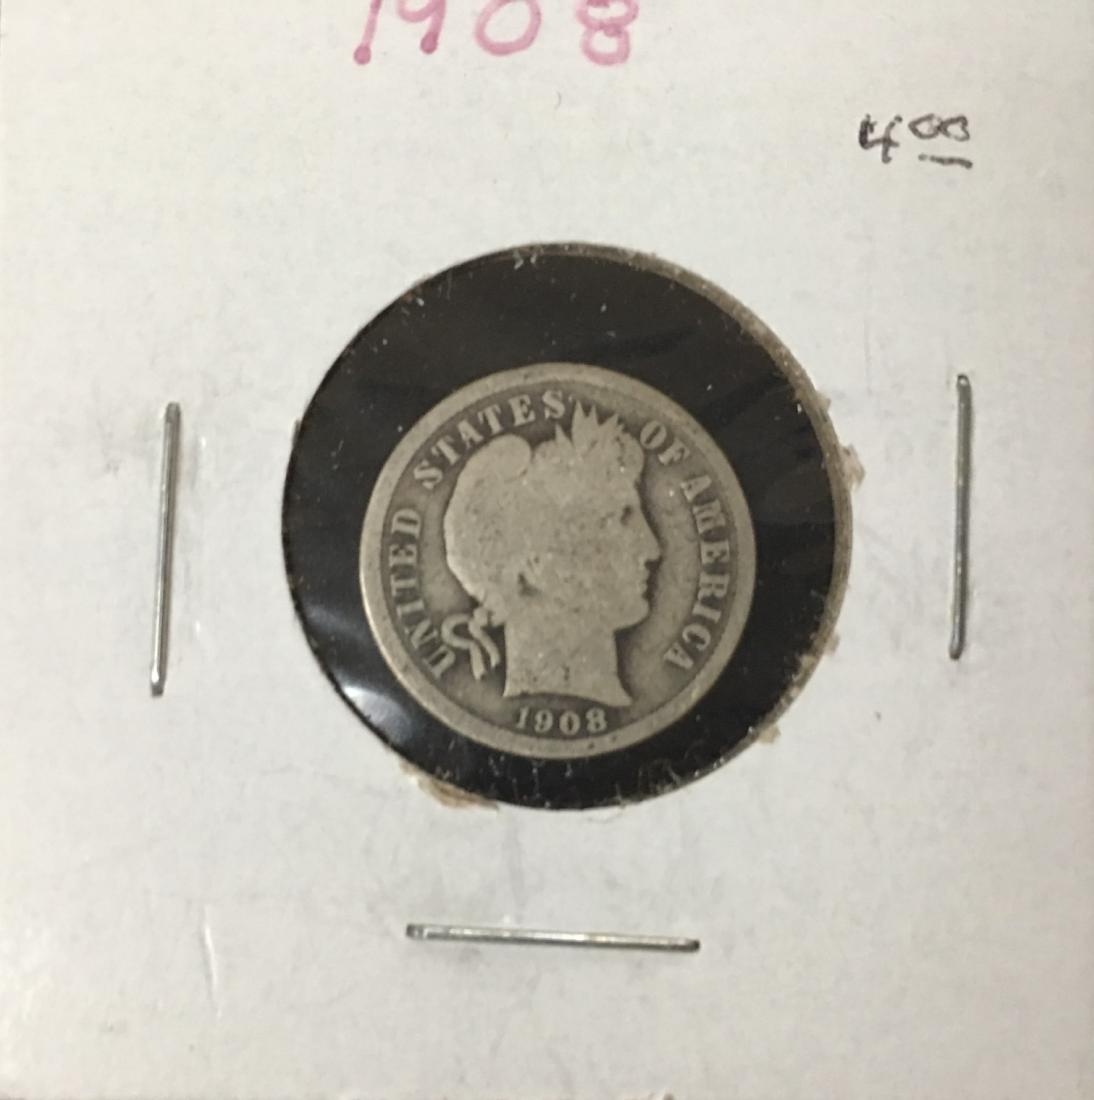 1908
4.00
UNITED STATES OF AMERICA
1908